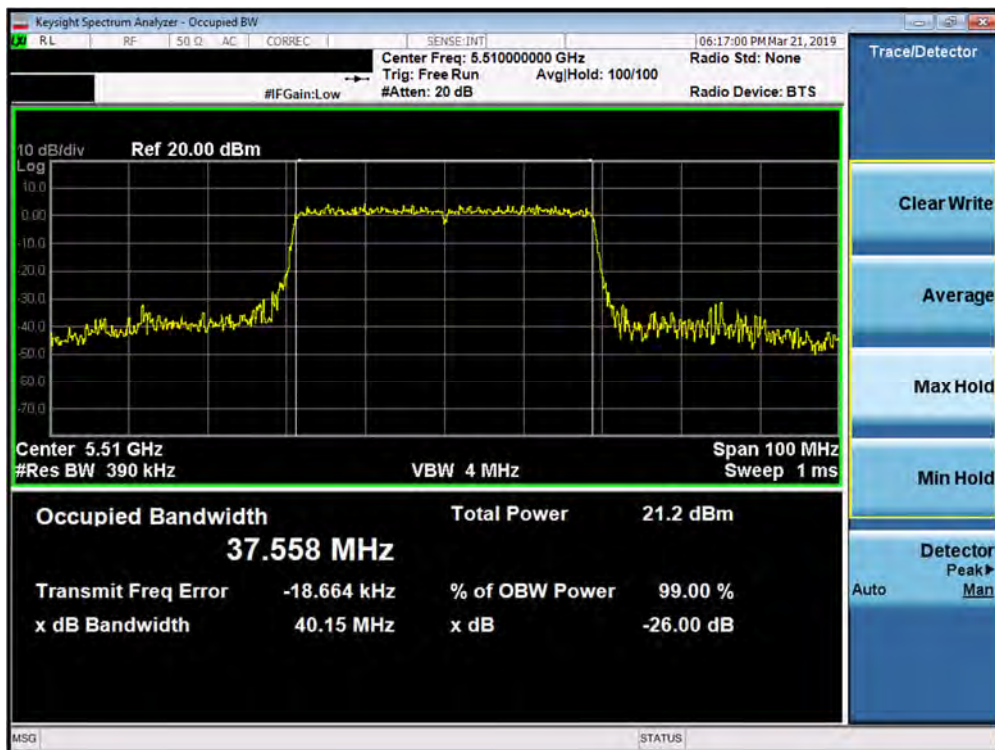 Keysight Spectrum Analyzer - Occupied BW
LXI RL RF 50 Ω AC CORREC SENSE:INT 06:17:00 PM Mar 21, 2019
Center Freq: 5.510000000 GHz Radio Std: None
Trig: Free Run Avg|Hold: 100/100
#IFGain:Low #Atten: 20 dB Radio Device: BTS
Trace/Detector
10 dB/div Ref 20.00 dBm
Log
10.0
0.00
-10.0
-20.0
-30.0
-40.0
-50.0
-60.0
-70.0
Center 5.51 GHz Span 100 MHz
#Res BW 390 kHz VBW 4 MHz Sweep 1 ms
Occupied Bandwidth Total Power 21.2 dBm
37.558 MHz
Transmit Freq Error -18.664 kHz % of OBW Power 99.00 %
x dB Bandwidth 40.15 MHz x dB -26.00 dB
Clear Write
Average
Max Hold
Min Hold
Detector
Peak▶
Auto Man
MSG STATUS